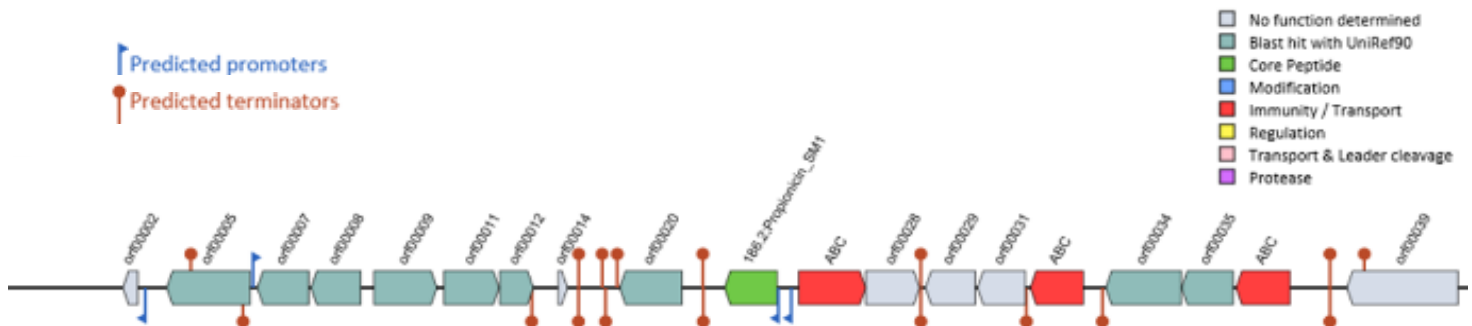 No function determined
Blast hit with UniRef90
Core Peptide
Modification
Immunity / Transport
Regulation
Transport & Leader cleavage
Protease
Predicted promoters
Predicted terminators
orf00002
orf00005
orf00007
orf00008
orf00009
orf00011
orf00012
orf00014
orf00020
186.2;Propionicin_SM1
ABC
orf00028
orf00029
orf00031
ABC
orf00034
orf00035
ABC
orf00039